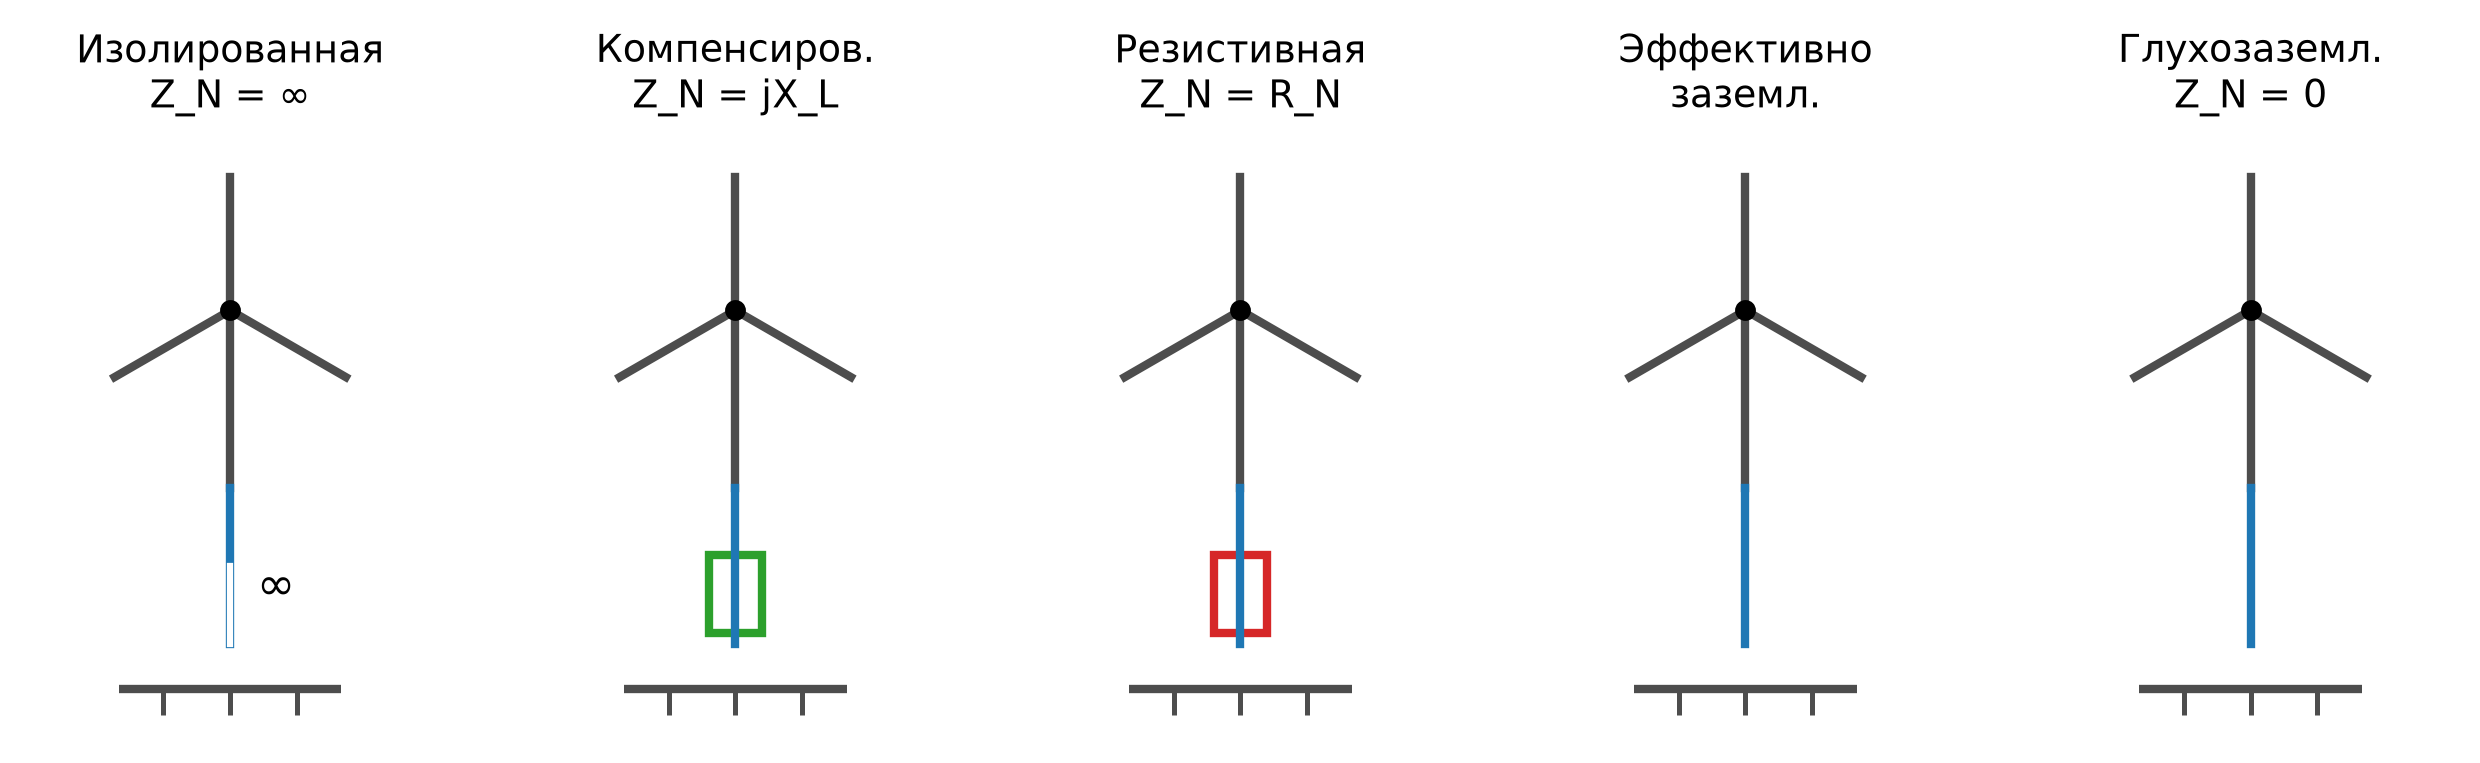 Изолированная
Z_N = ∞
Компенсиров.
Z_N = jX_L
Резистивная
Z_N = R_N
Эффективно
заземл.
Глухозаземл.
Z_N = 0
∞